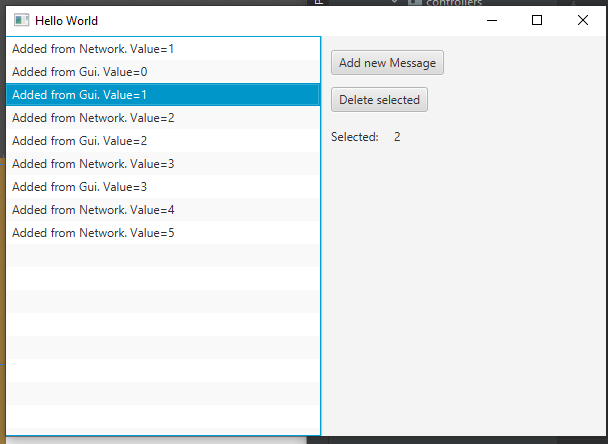 controllers
Hello World
Added from Network. Value=1
Added from Gui. Value=0
Added from Gui. Value=1
Added from Network. Value=2
Added from Gui. Value=2
Added from Network. Value=3
Added from Gui. Value=3
Added from Network. Value=4
Added from Network. Value=5
Add new Message
Delete selected
Selected: 2